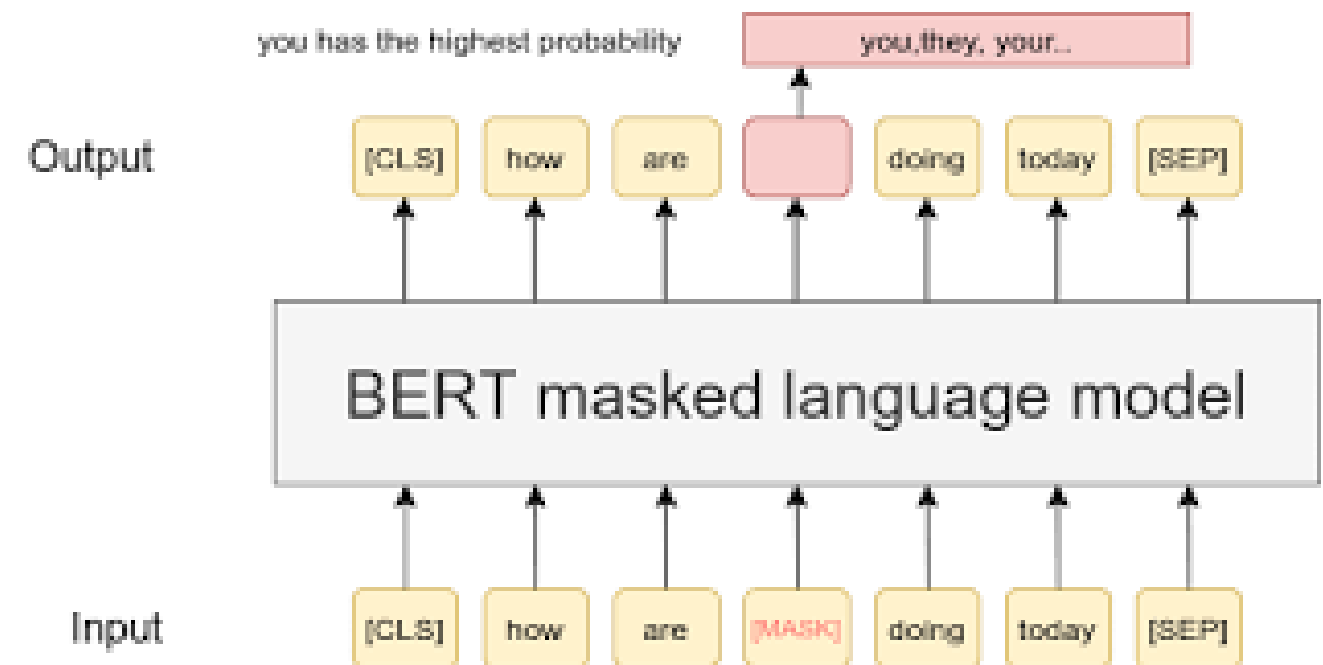 you has the highest probability you,they, your...
Output [CLS] how are doing today [SEP]
BERT masked language model
Input [CLS] how are [MASK] doing today [SEP]